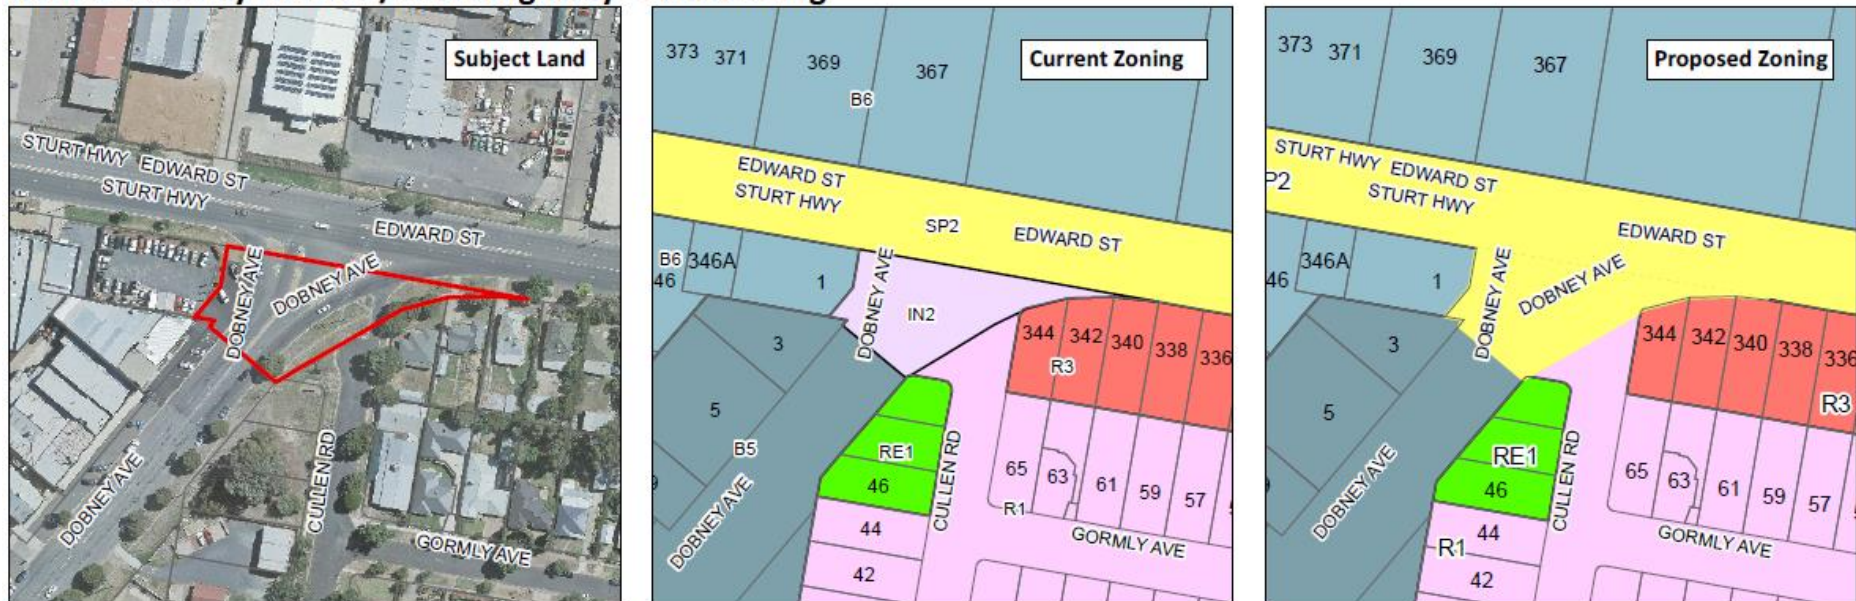 Subject Land
STURT HWY EDWARD ST
STURT HWY
EDWARD ST
DOBNEY AVE
DOBNEY AVE
DOBNEY AVE
CULLEN RD
GORMLY AVE
Current Zoning
373 371 369 367
B6
EDWARD ST
STURT HWY
SP2 EDWARD ST
B6 346A
46 1
DOBNEY AVE
IN2
3
344 342 340 338 336
R3
5
B5
RE1
46
CULLEN RD
65 63 61 59 57
R1
DOBNEY AVE
44
GORMLY AVE
42
Proposed Zoning
373 371 369 367
STURT HWY EDWARD ST
P2 STURT HWY
EDWARD ST
346A
46 1
DOBNEY AVE
DOBNEY AVE
3
344 342 340 338 336
R3
5
RE1
46
CULLEN RD
65 63 61 59 57
DOBNEY AVE
R1 44
GORMLY AVE
42